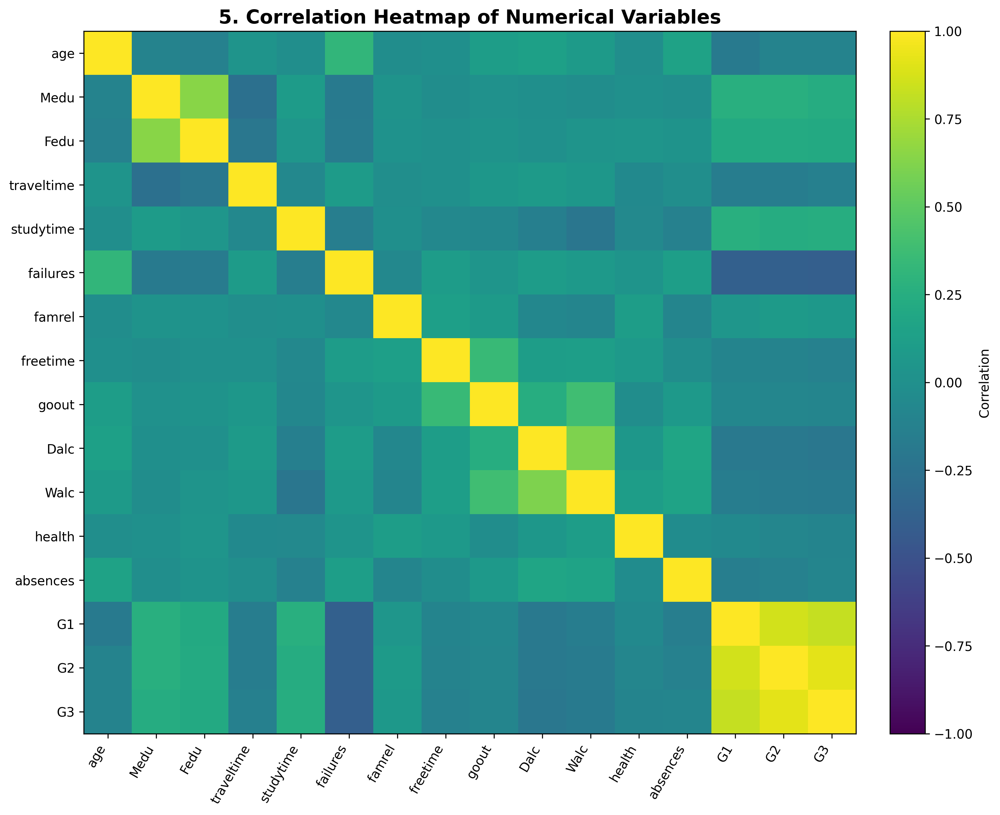 5. Correlation Heatmap of Numerical Variables
age
Medu
Fedu
traveltime
studytime
failures
famrel
freetime
goout
Dalc
Walc
health
absences
G1
G2
G3
age
Medu
Fedu
traveltime
studytime
failures
famrel
freetime
goout
Dalc
Walc
health
absences
G1
G2
G3
1.00
0.75
0.50
0.25
0.00
−0.25
−0.50
−0.75
−1.00
Correlation